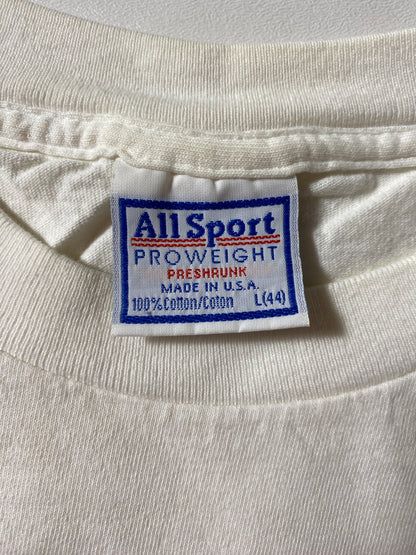 All Sport
PROWEIGHT
PRESHRUNK
MADE IN U.S.A.
100% Cotton/Coton L(44)